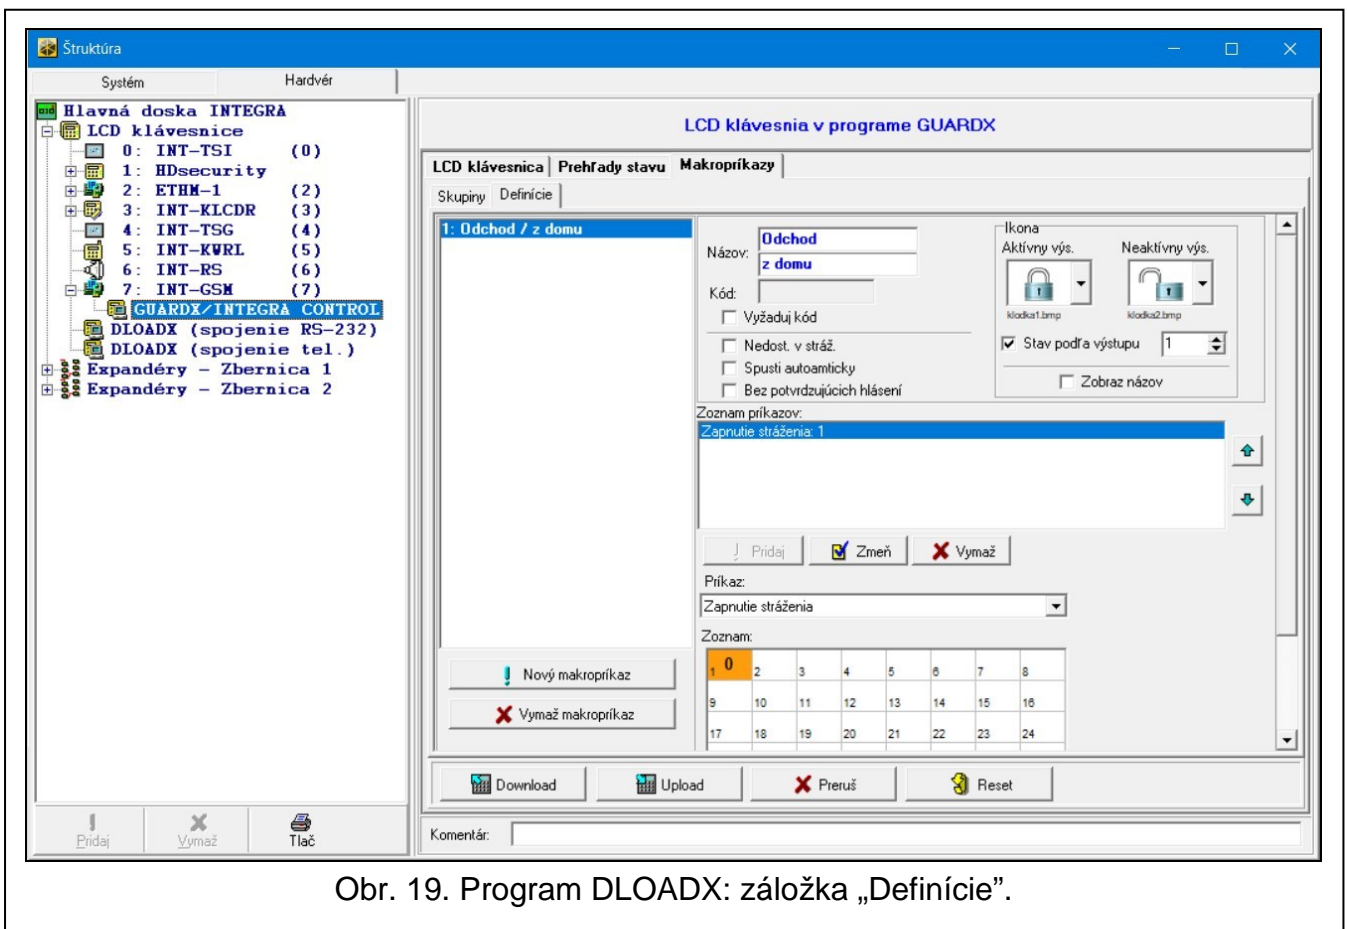 Štruktúra
Systém
Hardvér
Hlavná doska INTEGRA
LCD klávesnice
0: INT-TSI (0)
1: HDsecurity
2: ETHM-1 (2)
3: INT-KLCDR (3)
4: INT-TSG (4)
5: INT-KWRL (5)
6: INT-RS (6)
7: INT-GSM (7)
GUARDX/INTEGRA CONTROL
DLOADX (spojenie RS-232)
DLOADX (spojenie tel.)
Expandéry - Zbernica 1
Expandéry - Zbernica 2
Pridaj
Vymaž
Tlač
LCD klávesnia v programe GUARDX
LCD klávesnica
Prehľady stavu
Makropríkazy
Skupiny
Definície
1: Odchod / z domu
Nový makropríkaz
Vymaž makropríkaz
Názov:
Odchod
z domu
Kód:
Vyžaduj kód
Nedost. v stráž.
Spusti autoamticky
Bez potvrdzujúcich hlásení
Ikona
Aktívny výs.
Neaktívny výs.
klodka1.bmp
klodka2.bmp
Stav podľa výstupu 1
Zobraz názov
Zoznam príkazov:
Zapnutie stráženia: 1
Pridaj
Zmeň
Vymaž
Príkaz:
Zapnutie stráženia
Zoznam:
1 0 2 3 4 5 6 7 8
9 10 11 12 13 14 15 16
17 18 19 20 21 22 23 24
Download
Upload
Preruš
Reset
Komentár:
Obr. 19. Program DLOADX: záložka „Definície”.